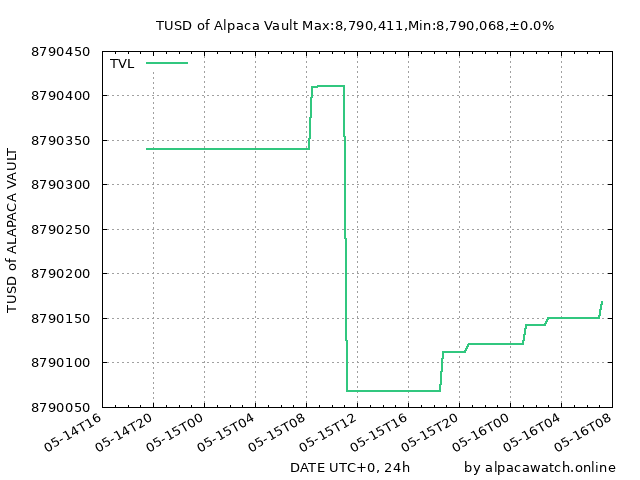 TUSD of Alpaca Vault Max:8,790,411,Min:8,790,068,±0.0%
TVL
8790450
8790400
8790350
8790300
8790250
8790200
8790150
8790100
8790050
TUSD of ALAPACA VAULT
05-14T16
05-14T20
05-15T00
05-15T04
05-15T08
05-15T12
05-15T16
05-15T20
05-16T00
05-16T04
05-16T08
DATE UTC+0, 24h
by alpacawatch.online